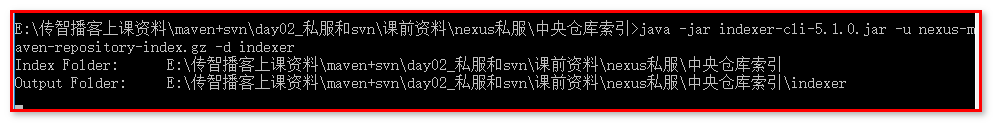 E:\传智播客上课资料\maven+svn\day02_私服和svn\课前资料\nexus私服\中央仓库索引>java -jar indexer-cli-5.1.0.jar -u nexus-m
aven-repository-index.gz -d indexer
Index Folder:     E:\传智播客上课资料\maven+svn\day02_私服和svn\课前资料\nexus私服\中央仓库索引
Output Folder:    E:\传智播客上课资料\maven+svn\day02_私服和svn\课前资料\nexus私服\中央仓库索引\indexer